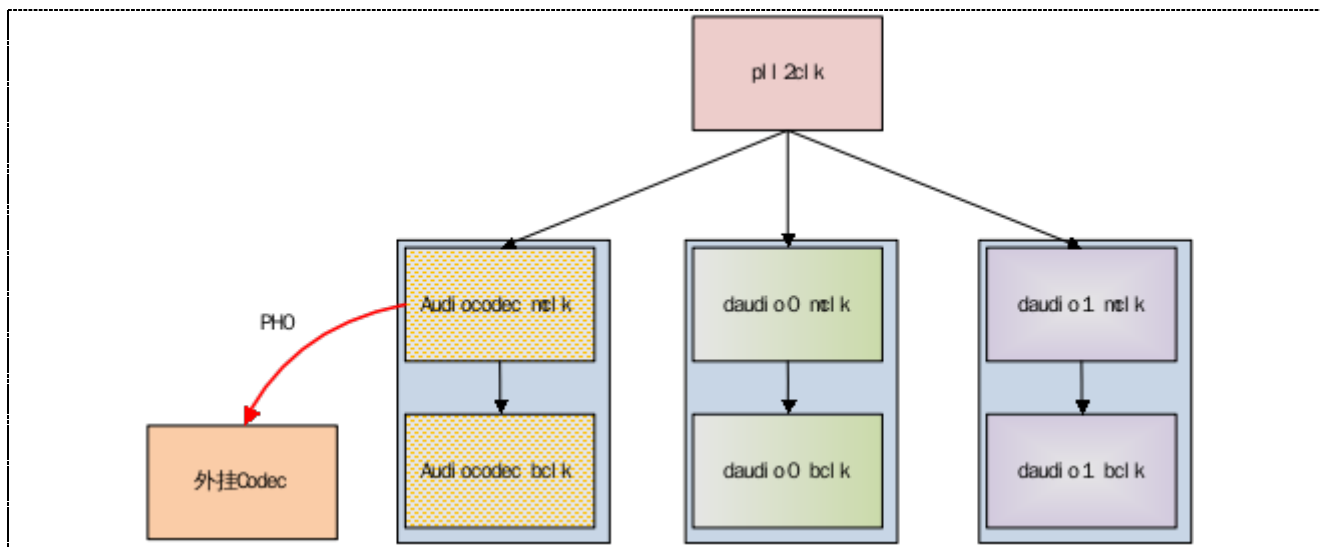 pll2clk
Audiocodec mclk
daudio0 mclk
daudio1 mclk
PH0
Audiocodec bclk
daudio0 bclk
daudio1 bclk
外挂Codec